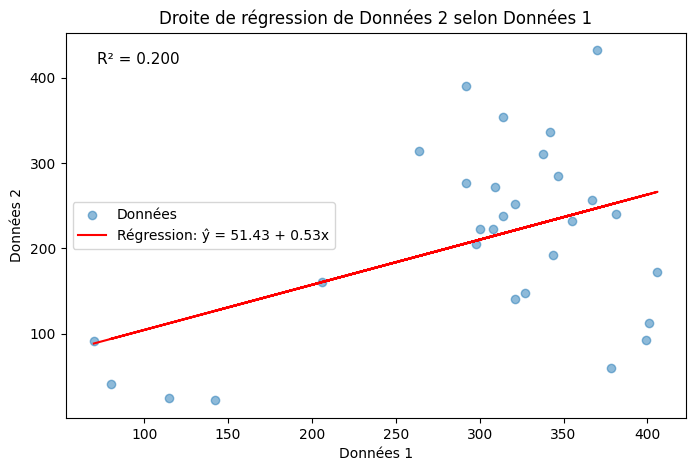 Droite de régression de Données 2 selon Données 1
R² = 0.200
Données
Régression: ŷ = 51.43 + 0.53x
Données 2
400
300
200
100
100
150
200
250
300
350
400
Données 1